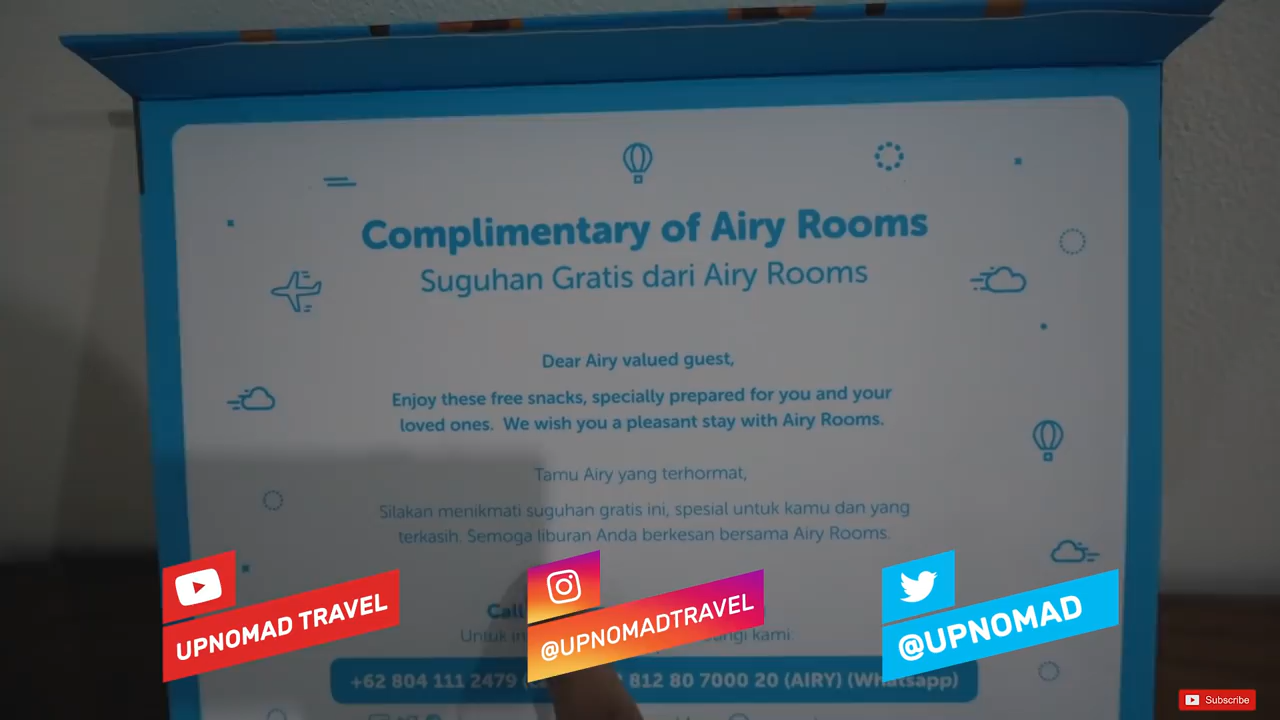 Complimentary of Airy Rooms
Suguhan Gratis dari Airy Rooms
Dear Airy valued guest,
Enjoy these free snacks, specially prepared for you and your
loved ones. We wish you a pleasant stay with Airy Rooms.
Tamu Airy yang terhormat,
Silakan menikmati suguhan gratis ini, spesial untuk kamu dan yang
terkasih. Semoga liburan Anda berkesan bersama Airy Rooms.
Call
Untuk kami:
UPNOMAD TRAVEL
@UPNOMADTRAVEL
@UPNOMAD
+62 804 111 2479 812 80 7000 20 (AIRY) (Whatsapp)
Subscribe